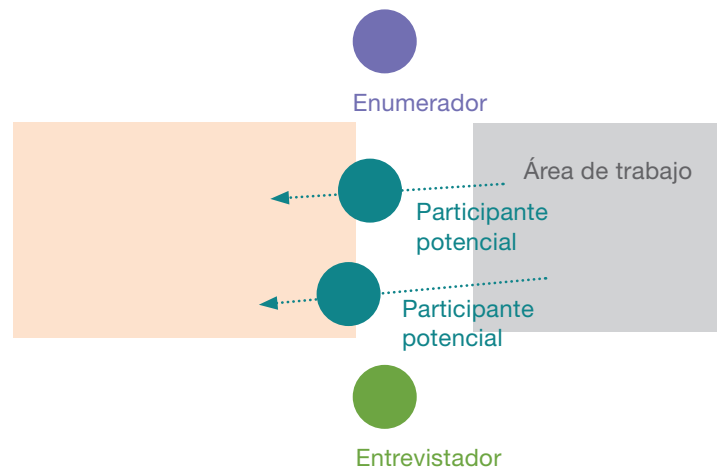 Enumerador
Área de trabajo
Participante
potencial
Participante
potencial
Entrevistador